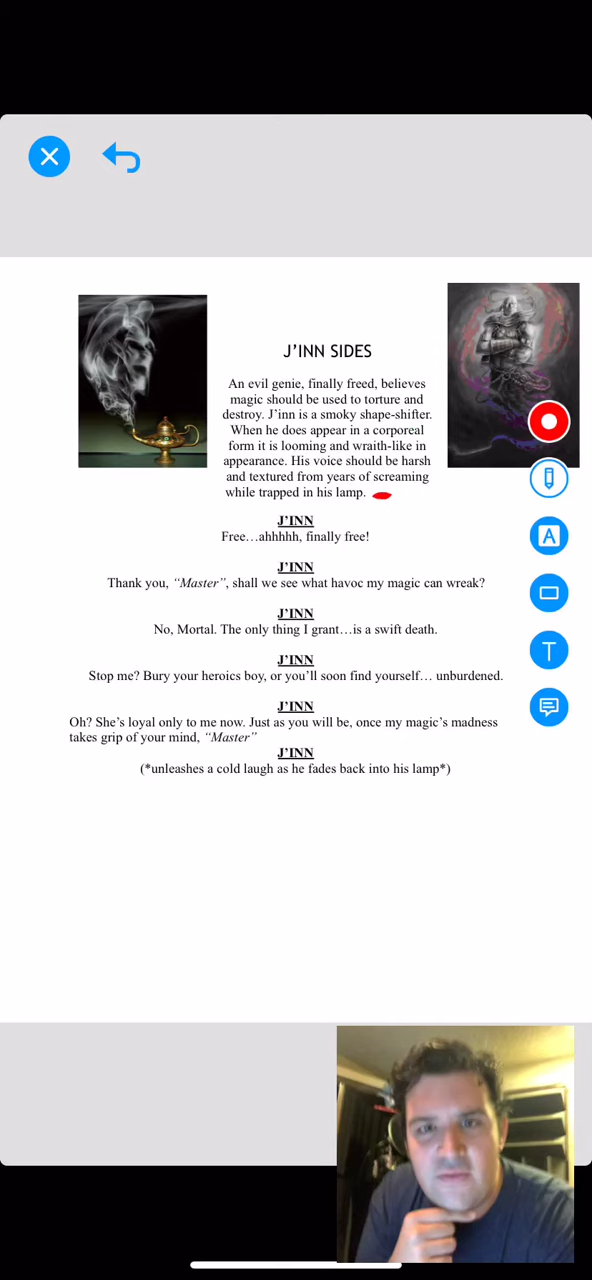 J’INN SIDES
An evil genie, finally freed, believes
magic should be used to torture and
destroy. J’inn is a smoky shape-shifter.
When he does appear in a corporeal
form it is looming and wraith-like in
appearance. His voice should be harsh
and textured from years of screaming
while trapped in his lamp.
J’INN
Free…ahhhhh, finally free!
J’INN
Thank you, “Master”, shall we see what havoc my magic can wreak?
J’INN
No, Mortal. The only thing I grant…is a swift death.
J’INN
Stop me? Bury your heroics boy, or you’ll soon find yourself… unburdened.
J’INN
Oh? She’s loyal only to me now. Just as you will be, once my magic’s madness
takes grip of your mind, “Master”
J’INN
(*unleashes a cold laugh as he fades back into his lamp*)
A
T